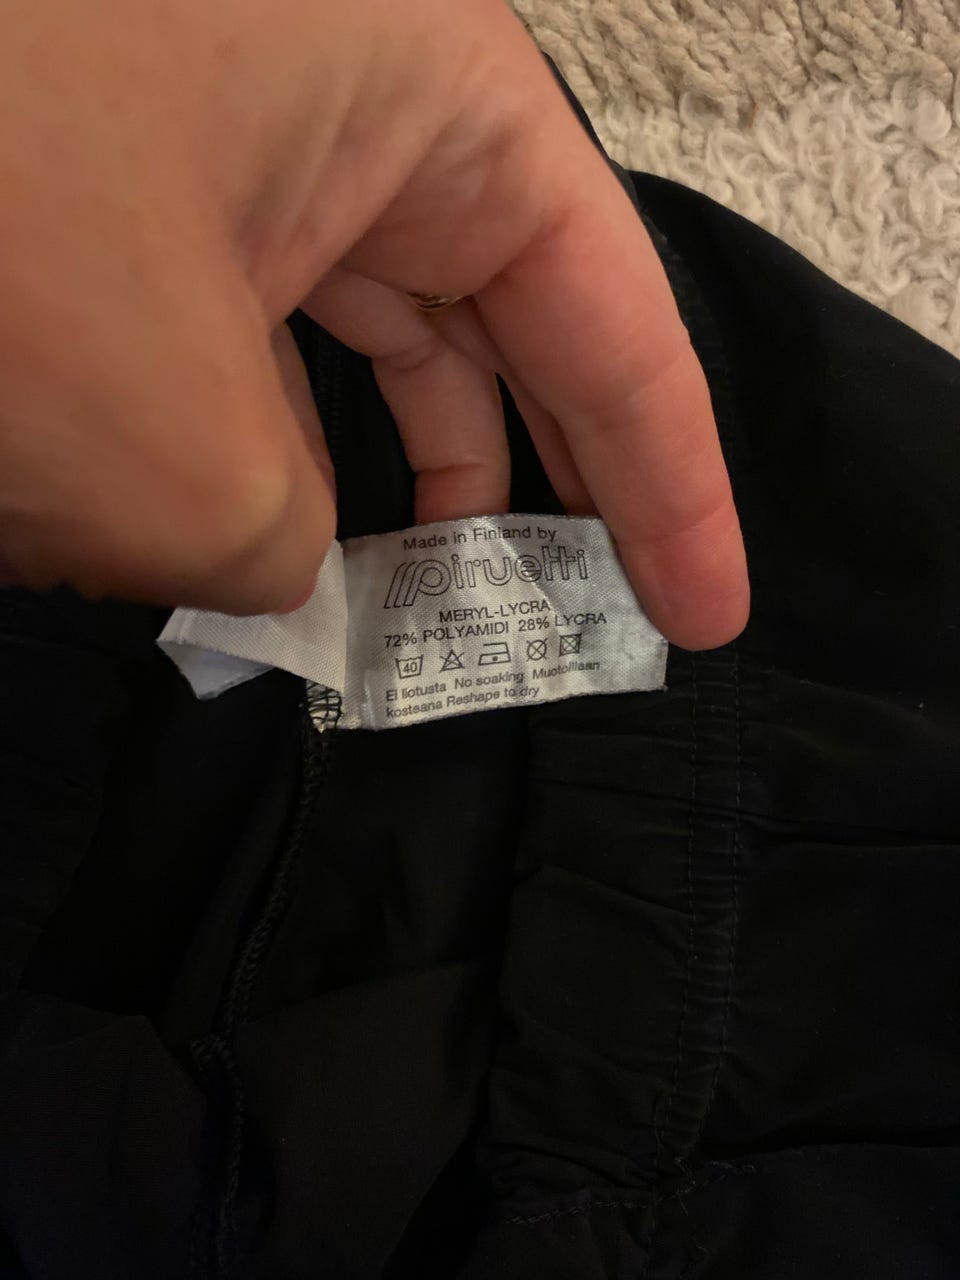 Made in Finland by
piruetti
MERYL-LYCRA
72% POLYAMIDI 28% LYCRA
40
Ei liotusta No soaking Muotoillaan
kosteana Reshape to dry